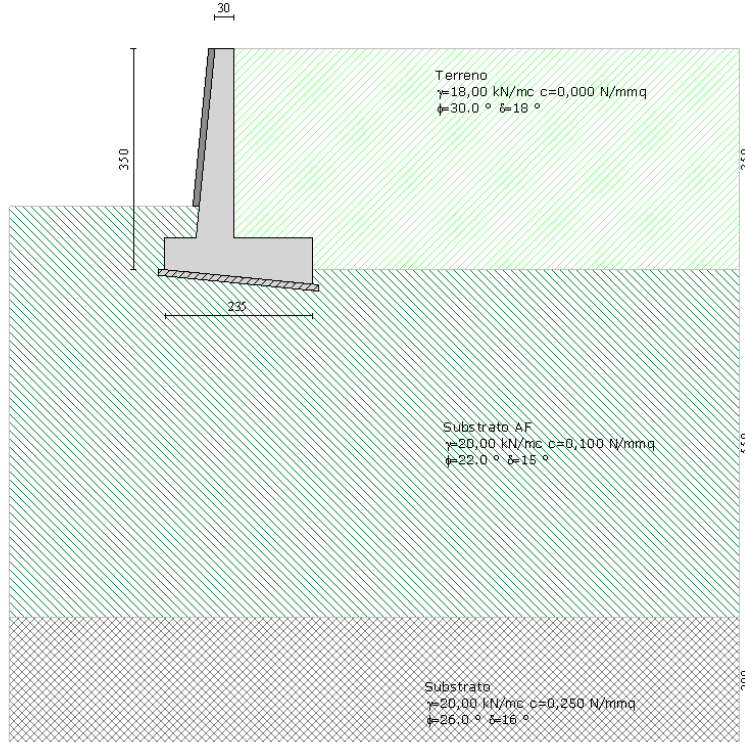 30
Terreno
γ=18,00 kN/mc c=0,000 N/mmq
ϕ=30.0 ° δ=18 °
350
235
Substrato AF
γ=20,00 kN/mc c=0,100 N/mmq
ϕ=22.0 ° δ=15 °
Substrato
γ=20,00 kN/mc c=0,250 N/mmq
ϕ=26.0 ° δ=16 °